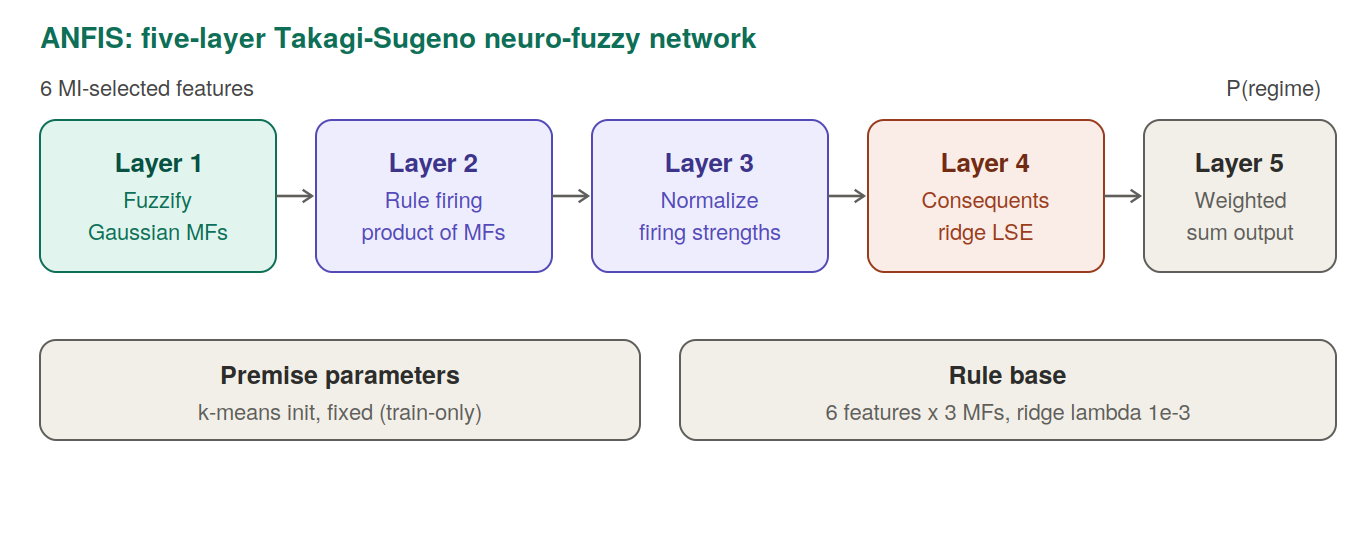 ANFIS: five-layer Takagi-Sugeno neuro-fuzzy network
6 MI-selected features
P(regime)
Layer 1
Fuzzify
Gaussian MFs
Layer 2
Rule firing
product of MFs
Layer 3
Normalize
firing strengths
Layer 4
Consequents
ridge LSE
Layer 5
Weighted
sum output
Premise parameters
k-means init, fixed (train-only)
Rule base
6 features x 3 MFs, ridge lambda 1e-3